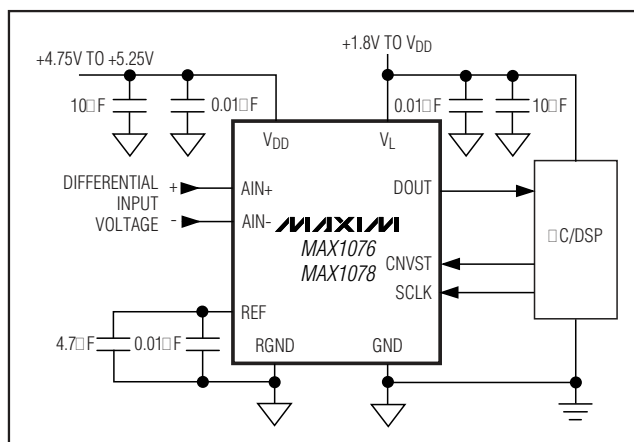 +4.75V TO +5.25V
+1.8V TO VDD
10□F
0.01□F
0.01□F
10□F
VDD
VL
DIFFERENTIAL
INPUT
VOLTAGE
+
-
AIN+
AIN-
DOUT
MAXIM
MAX1076
MAX1078
□C/DSP
CNVST
SCLK
REF
4.7□F
0.01□F
RGND
GND